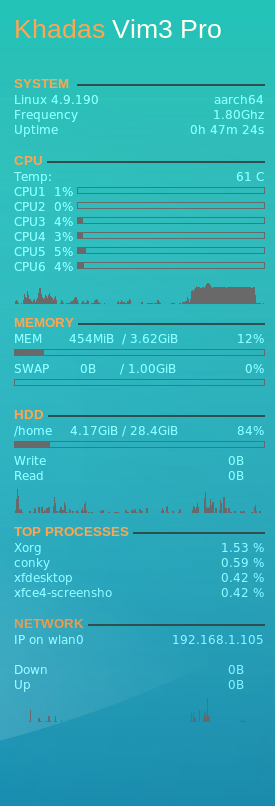 Khadas Vim3 Pro
SYSTEM
Linux 4.9.190 aarch64
Frequency 1.80Ghz
Uptime 0h 47m 24s
CPU
Temp: 61 C
CPU1 1%
CPU2 0%
CPU3 4%
CPU4 3%
CPU5 5%
CPU6 4%
MEMORY
MEM 454MiB / 3.62GiB 12%
SWAP 0B / 1.00GiB 0%
HDD
/home 4.17GiB / 28.4GiB 84%
Write 0B
Read 0B
TOP PROCESSES
Xorg 1.53 %
conky 0.59 %
xfdesktop 0.42 %
xfce4-screensho 0.42 %
NETWORK
IP on wlan0 192.168.1.105
Down 0B
Up 0B